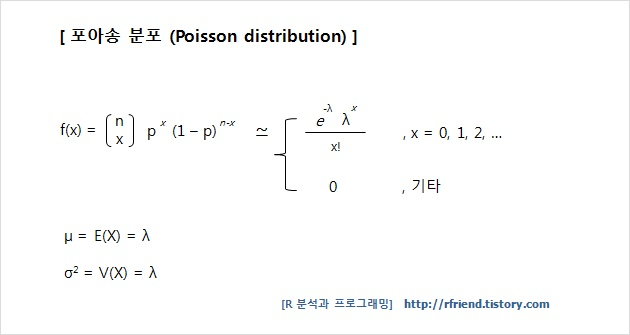 [ 포아송 분포 (Poisson distribution) ]
f(x) = (n x) p^x (1 – p)^n-x ≃ { e^-λ λ^x / x! , x = 0, 1, 2, ...
0 , 기타
μ = E(X) = λ
σ² = V(X) = λ
[R 분석과 프로그래밍] http://rfriend.tistory.com